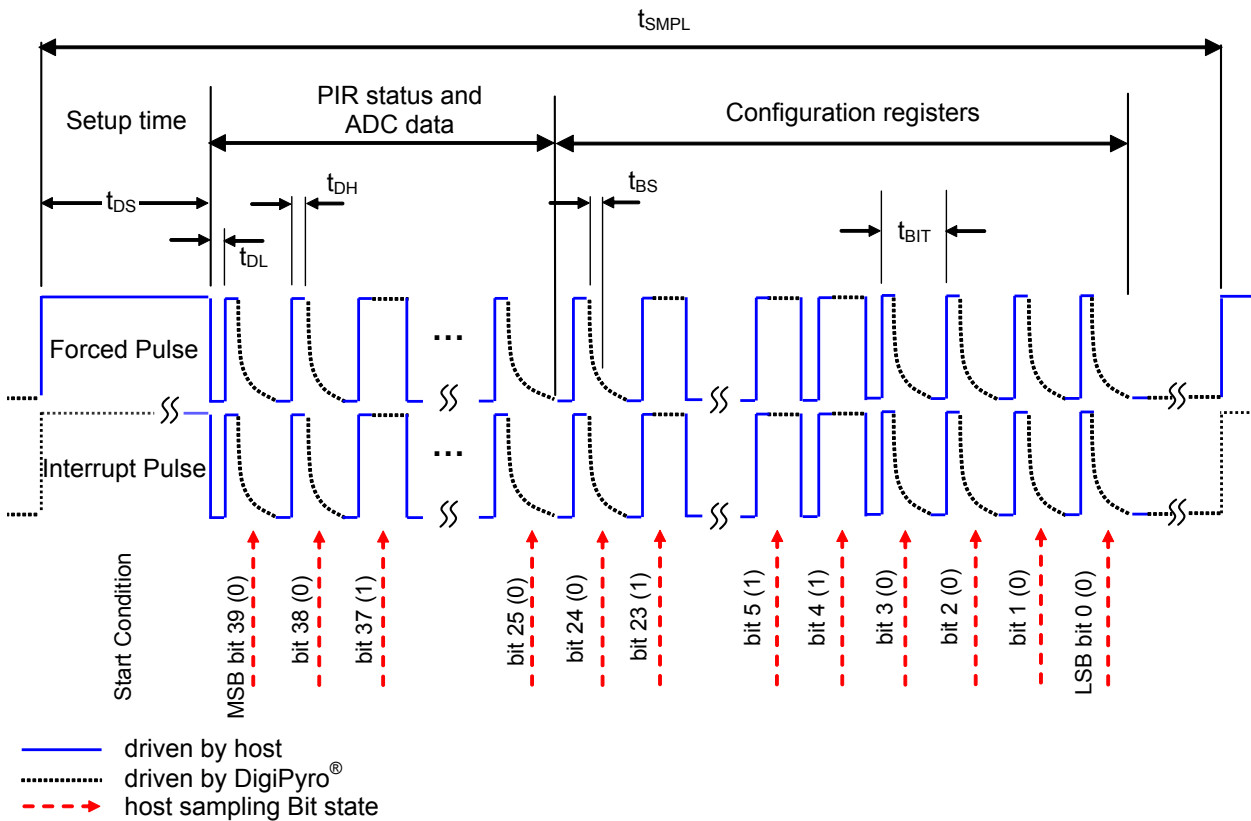 tSMPL
Setup time
PIR status and
ADC data
Configuration registers
tDS
tDH
tBS
tBIT
tDL
Forced Pulse
...
Interrupt Pulse
...
Start Condition
MSB bit 39 (0)
bit 38 (0)
bit 37 (1)
bit 25 (0)
bit 24 (0)
bit 23 (1)
bit 5 (1)
bit 4 (1)
bit 3 (0)
bit 2 (0)
bit 1 (0)
LSB bit 0 (0)
driven by host
driven by DigiPyro®
host sampling Bit state